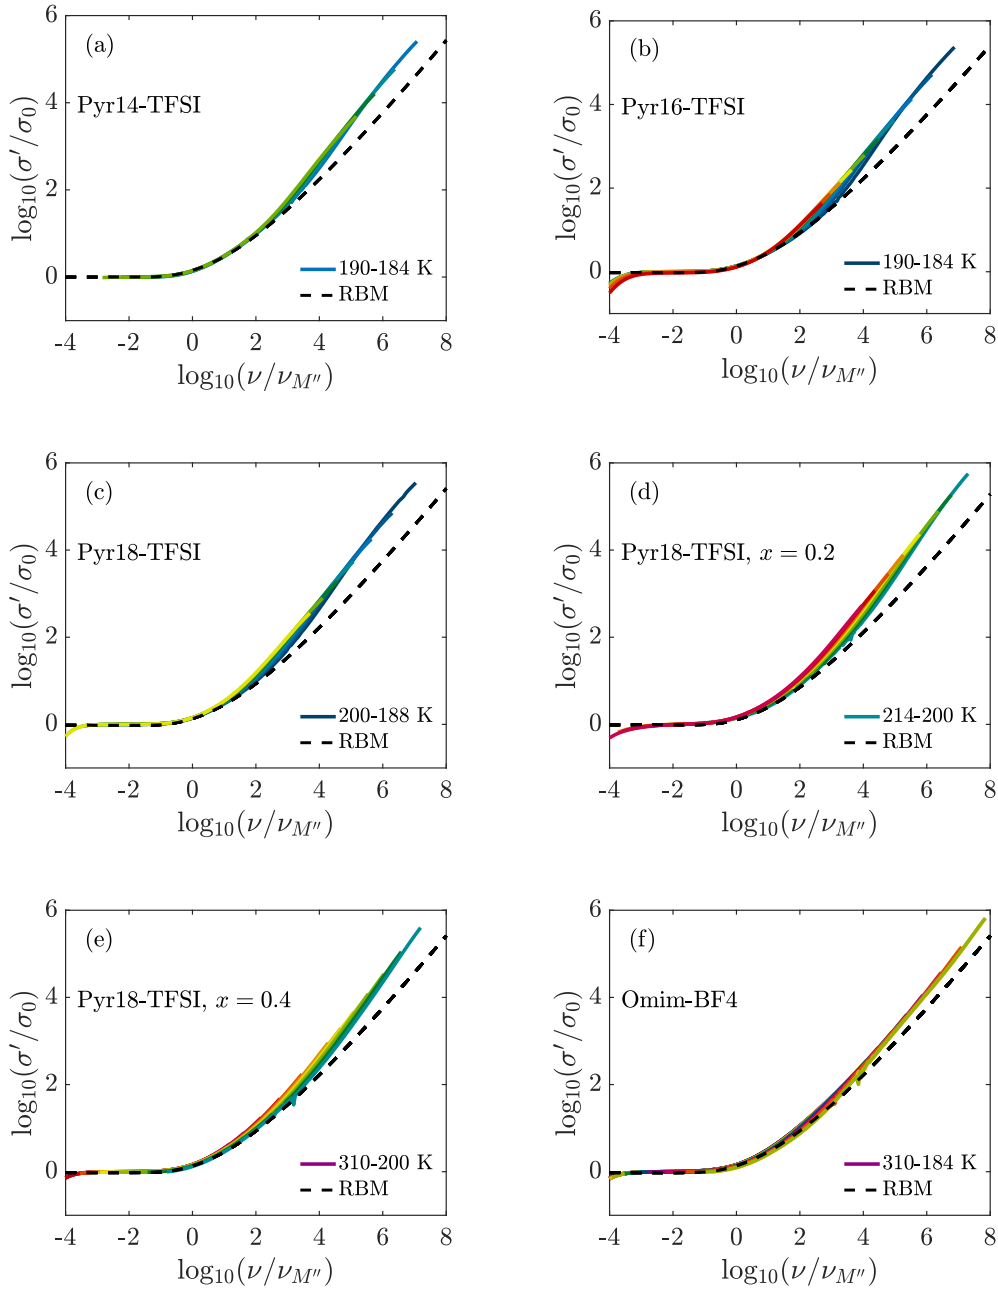 (a)
Pyr14-TFSI
190-184 K
RBM
log₁₀(σ′/σ₀)
6
4
2
0
-4 -2 0 2 4 6 8
log₁₀(ν/ν_M″)
(b)
Pyr16-TFSI
190-184 K
RBM
log₁₀(σ′/σ₀)
6
4
2
0
-4 -2 0 2 4 6 8
log₁₀(ν/ν_M″)
(c)
Pyr18-TFSI
200-188 K
RBM
log₁₀(σ′/σ₀)
6
4
2
0
-4 -2 0 2 4 6 8
log₁₀(ν/ν_M″)
(d)
Pyr18-TFSI, x = 0.2
214-200 K
RBM
log₁₀(σ′/σ₀)
6
4
2
0
-4 -2 0 2 4 6 8
log₁₀(ν/ν_M″)
(e)
Pyr18-TFSI, x = 0.4
310-200 K
RBM
log₁₀(σ′/σ₀)
6
4
2
0
-4 -2 0 2 4 6 8
log₁₀(ν/ν_M″)
(f)
Omim-BF4
310-184 K
RBM
log₁₀(σ′/σ₀)
6
4
2
0
-4 -2 0 2 4 6 8
log₁₀(ν/ν_M″)